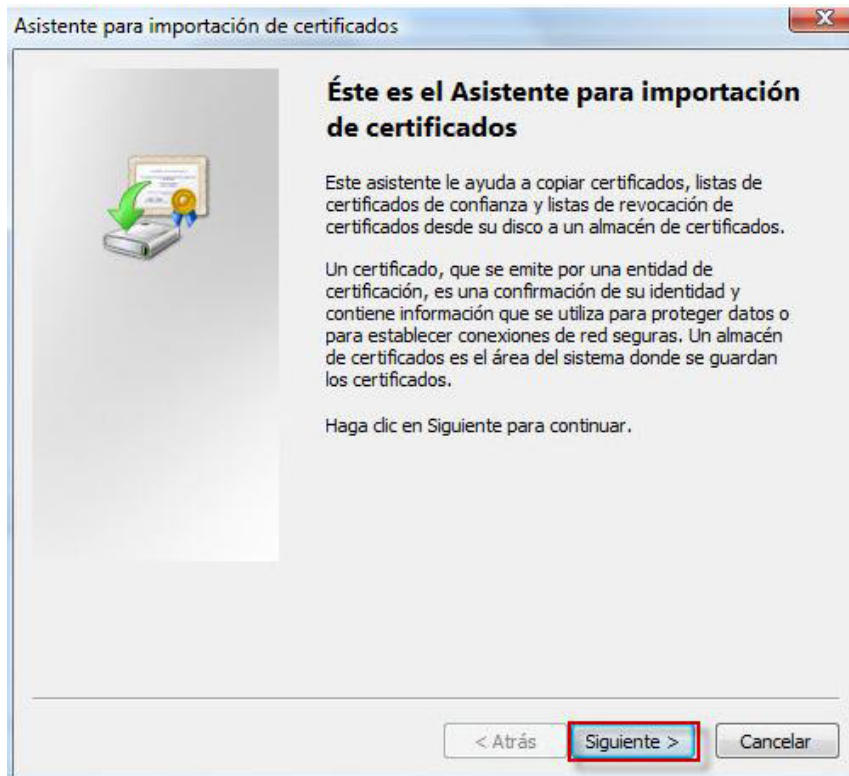 Asistente para importación de certificados
X
Éste es el Asistente para importación
de certificados
Este asistente le ayuda a copiar certificados, listas de
certificados de confianza y listas de revocación de
certificados desde su disco a un almacén de certificados.
Un certificado, que se emite por una entidad de
certificación, es una confirmación de su identidad y
contiene información que se utiliza para proteger datos o
para establecer conexiones de red seguras. Un almacén
de certificados es el área del sistema donde se guardan
los certificados.
Haga clic en Siguiente para continuar.
< Atrás Siguiente > Cancelar